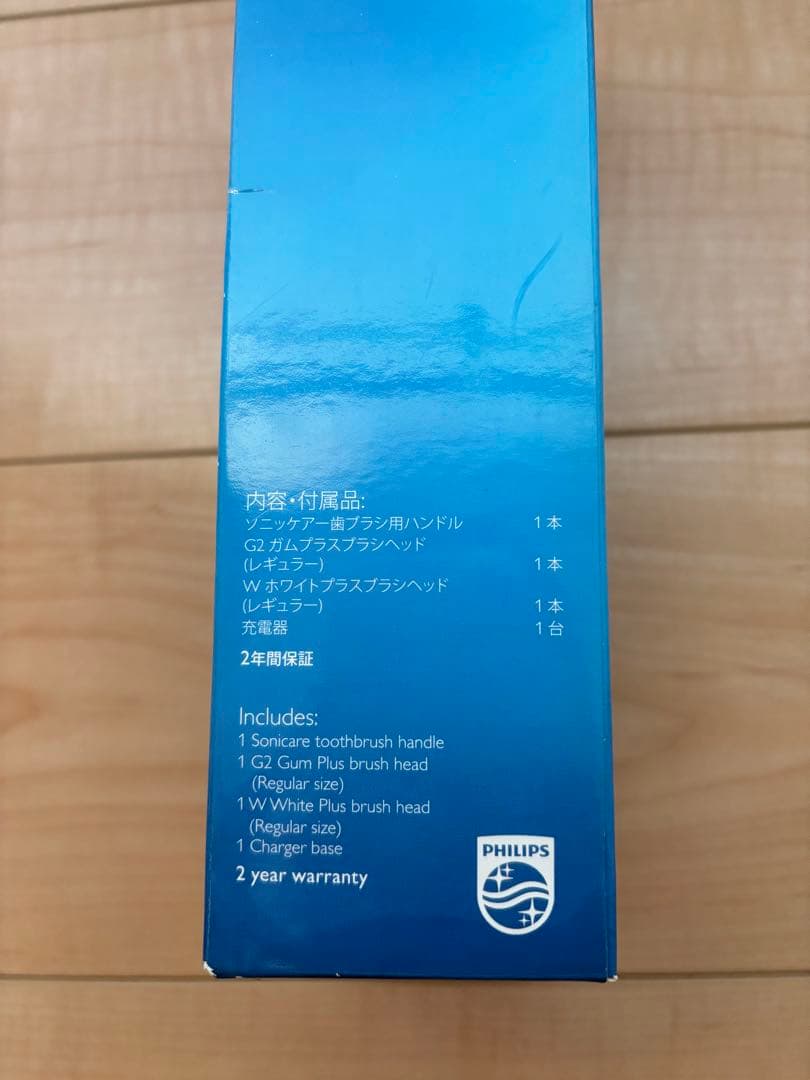 内容・付属品:
ソニッケアー歯ブラシ用ハンドル 1本
G2 ガムプラスブラシヘッド
(レギュラー) 1本
W ホワイトプラスブラシヘッド
(レギュラー) 1本
充電器 1台
2年間保証
Includes:
1 Sonicare toothbrush handle
1 G2 Gum Plus brush head
(Regular size)
1 W White Plus brush head
(Regular size)
1 Charger base
2 year warranty
PHILIPS